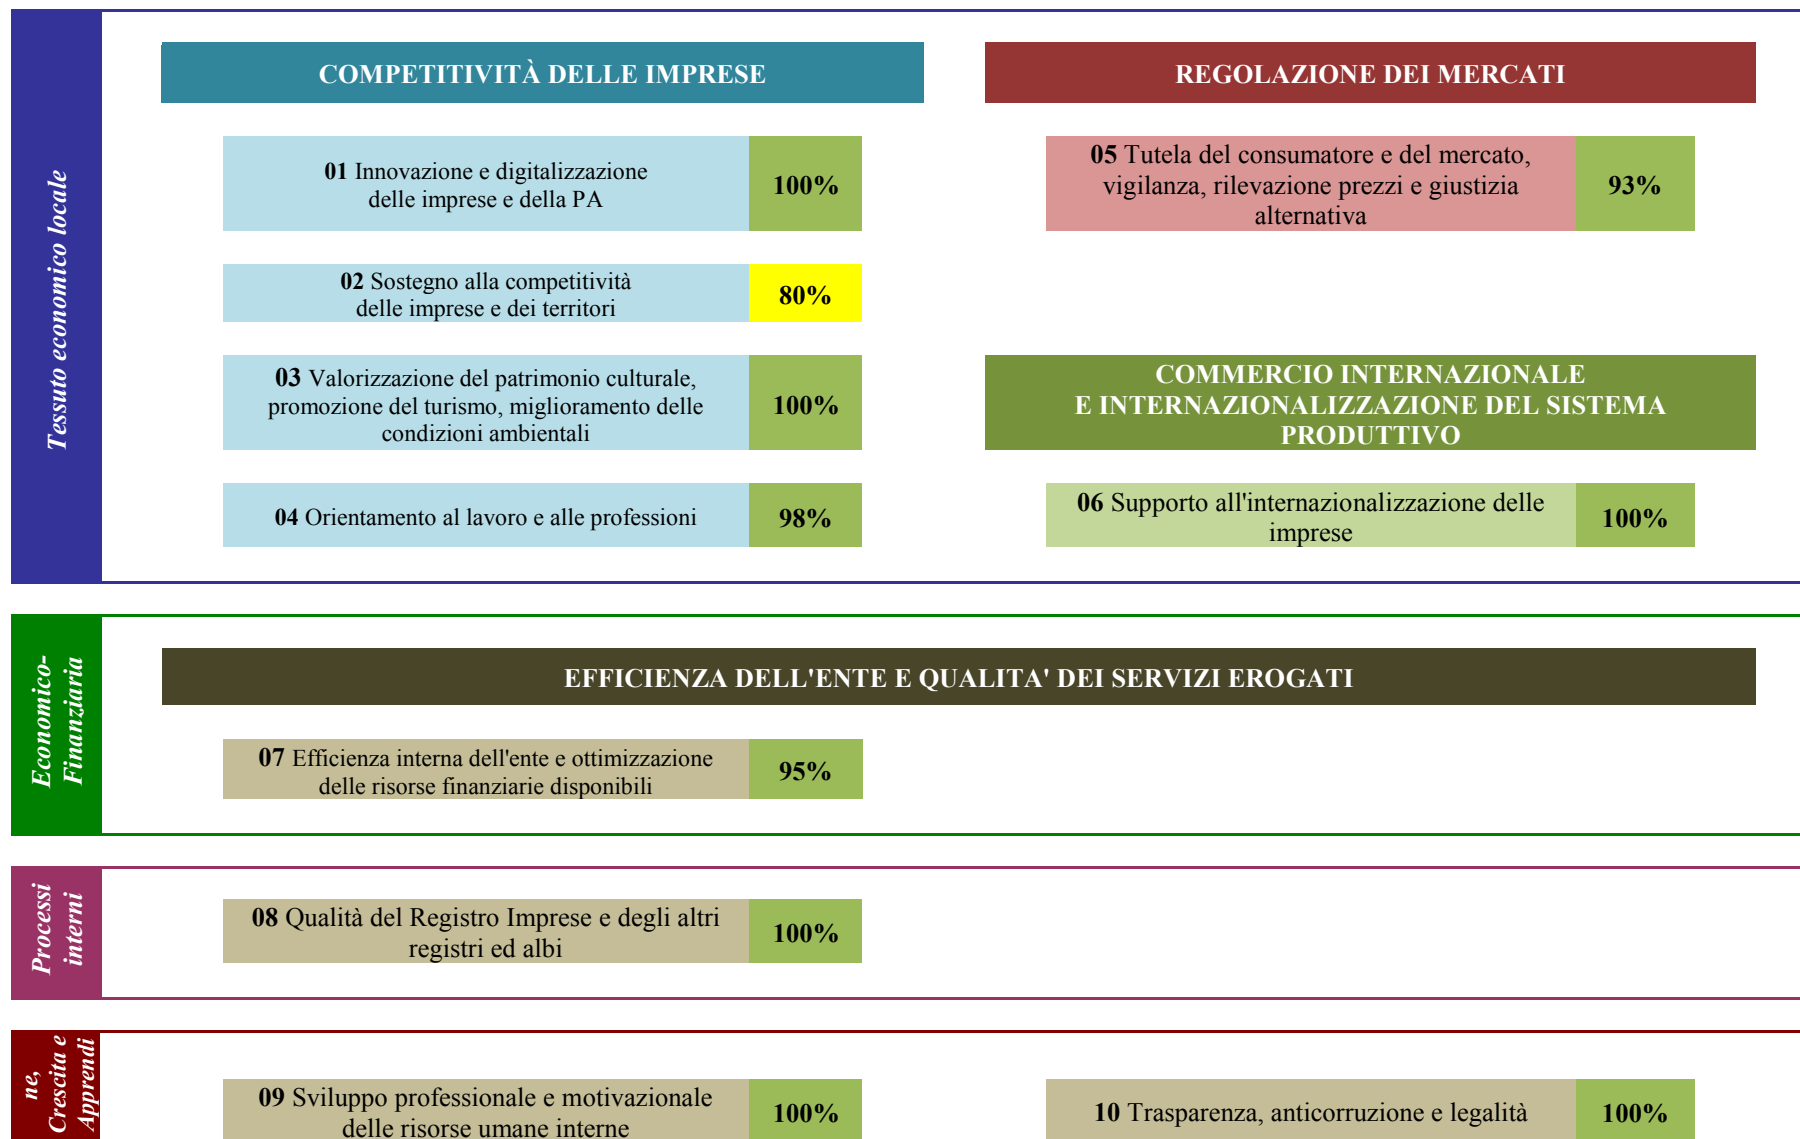 Tessuto economico locale
COMPETITIVITÀ DELLE IMPRESE
01 Innovazione e digitalizzazione
delle imprese e della PA
100%
02 Sostegno alla competitività
delle imprese e dei territori
80%
03 Valorizzazione del patrimonio culturale,
promozione del turismo, miglioramento delle
condizioni ambientali
100%
04 Orientamento al lavoro e alle professioni
98%
REGOLAZIONE DEI MERCATI
05 Tutela del consumatore e del mercato,
vigilanza, rilevazione prezzi e giustizia
alternativa
93%
COMMERCIO INTERNAZIONALE
E INTERNAZIONALIZZAZIONE DEL SISTEMA
PRODUTTIVO
06 Supporto all'internazionalizzazione delle
imprese
100%
Economico-
Finanziaria
EFFICIENZA DELL'ENTE E QUALITA' DEI SERVIZI EROGATI
07 Efficienza interna dell'ente e ottimizzazione
delle risorse finanziarie disponibili
95%
Processi
interni
08 Qualità del Registro Imprese e degli altri
registri ed albi
100%
ne,
Crescita e
Apprendi
09 Sviluppo professionale e motivazionale
delle risorse umane interne
100%
10 Trasparenza, anticorruzione e legalità
100%